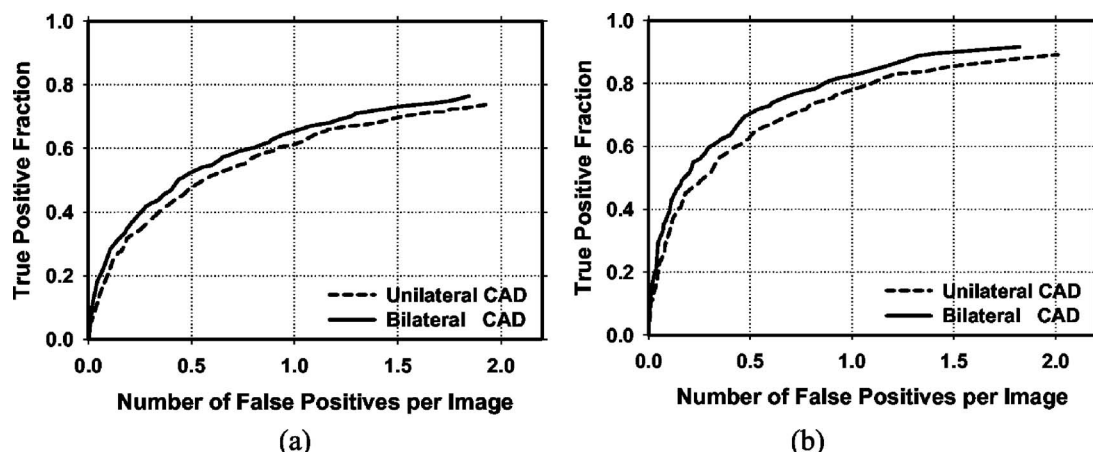 True Positive Fraction
1.0
0.8
0.6
0.4
0.2
0.0
Unilateral CAD
Bilateral CAD
0.0 0.5 1.0 1.5 2.0
Number of False Positives per Image
(a)
True Positive Fraction
1.0
0.8
0.6
0.4
0.2
0.0
Unilateral CAD
Bilateral CAD
0.0 0.5 1.0 1.5 2.0
Number of False Positives per Image
(b)